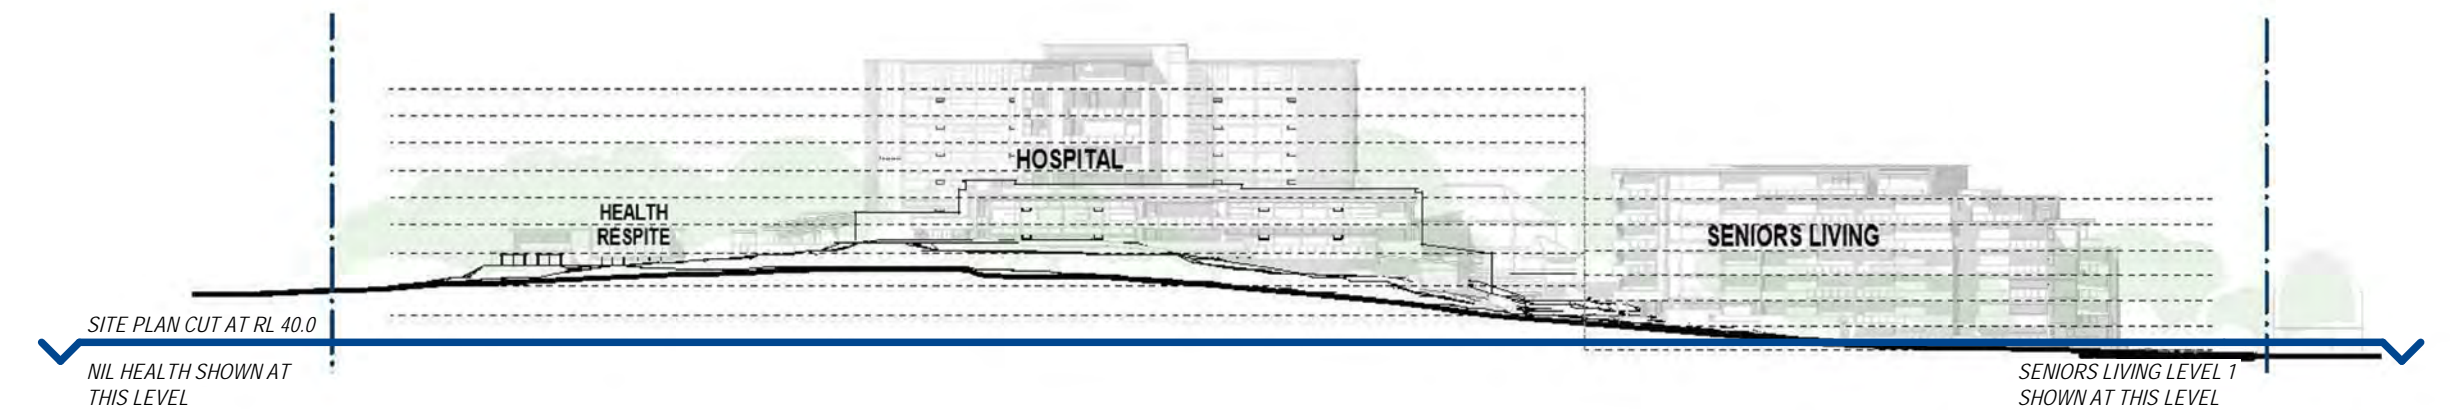 HOSPITAL
HEALTH
RESPITE
SENIORS LIVING
SITE PLAN CUT AT RL 40.0
NIL HEALTH SHOWN AT
THIS LEVEL
SENIORS LIVING LEVEL 1
SHOWN AT THIS LEVEL